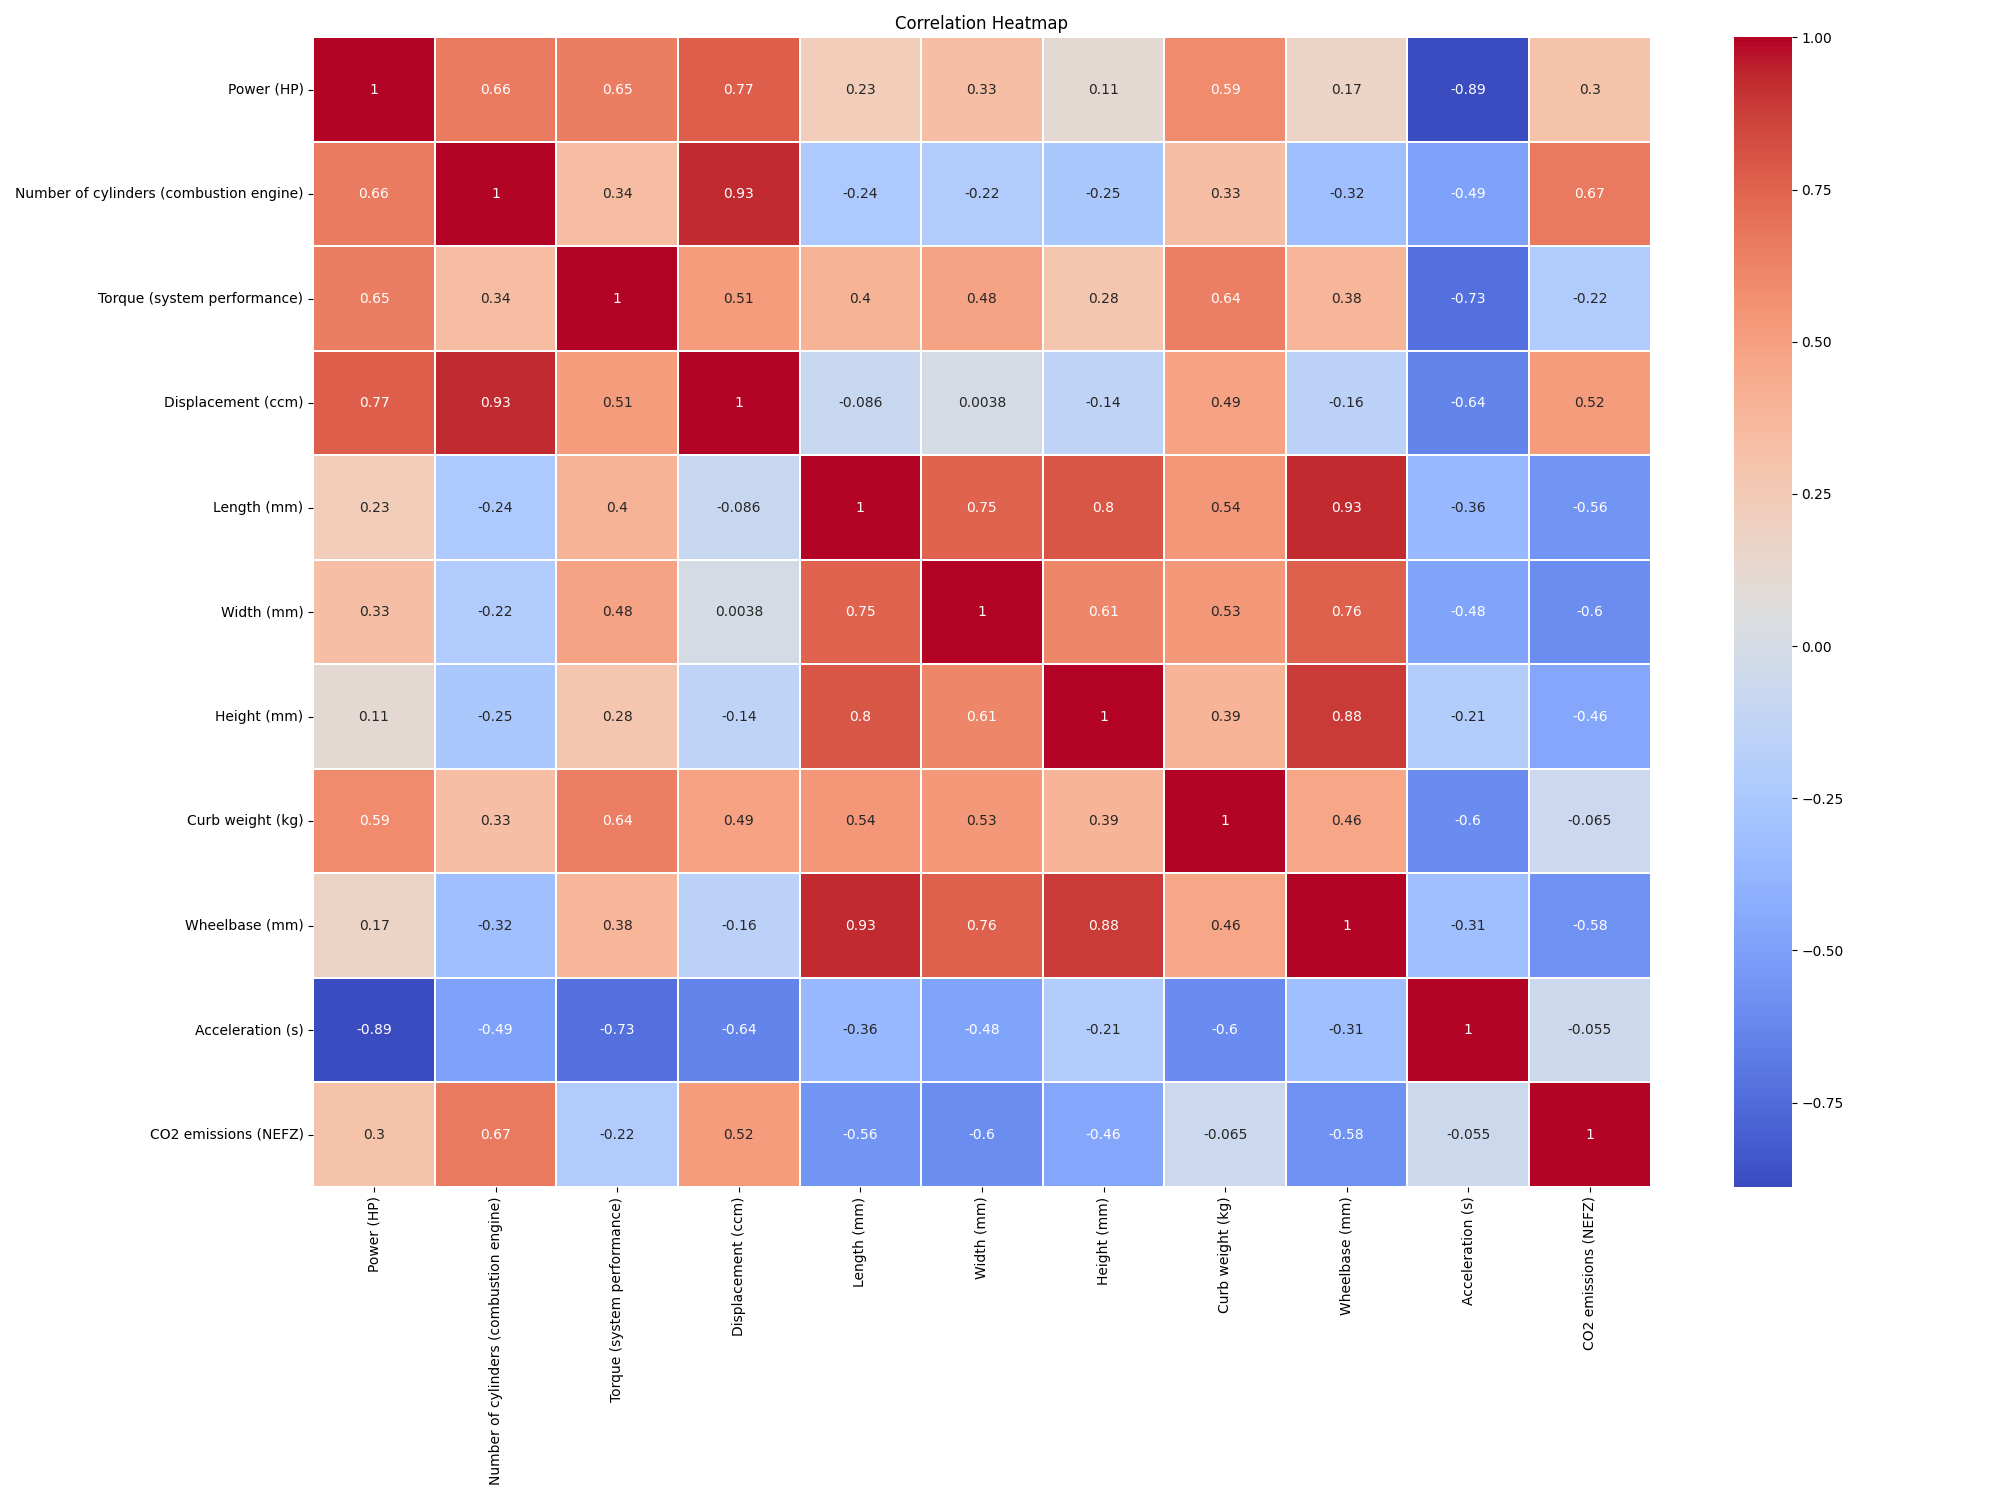 Correlation Heatmap
Power (HP) 1 0.66 0.65 0.77 0.23 0.33 0.11 0.59 0.17 -0.89 0.3
Number of cylinders (combustion engine) 0.66 1 0.34 0.93 -0.24 -0.22 -0.25 0.33 -0.32 -0.49 0.67
Torque (system performance) 0.65 0.34 1 0.51 0.4 0.48 0.28 0.64 0.38 -0.73 -0.22
Displacement (ccm) 0.77 0.93 0.51 1 -0.086 0.0038 -0.14 0.49 -0.16 -0.64 0.52
Length (mm) 0.23 -0.24 0.4 -0.086 1 0.75 0.8 0.54 0.93 -0.36 -0.56
Width (mm) 0.33 -0.22 0.48 0.0038 0.75 1 0.61 0.53 0.76 -0.48 -0.6
Height (mm) 0.11 -0.25 0.28 -0.14 0.8 0.61 1 0.39 0.88 -0.21 -0.46
Curb weight (kg) 0.59 0.33 0.64 0.49 0.54 0.53 0.39 1 0.46 -0.6 -0.065
Wheelbase (mm) 0.17 -0.32 0.38 -0.16 0.93 0.76 0.88 0.46 1 -0.31 -0.58
Acceleration (s) -0.89 -0.49 -0.73 -0.64 -0.36 -0.48 -0.21 -0.6 -0.31 1 -0.055
CO2 emissions (NEFZ) 0.3 0.67 -0.22 0.52 -0.56 -0.6 -0.46 -0.065 -0.58 -0.055 1
Power (HP)
Number of cylinders (combustion engine)
Torque (system performance)
Displacement (ccm)
Length (mm)
Width (mm)
Height (mm)
Curb weight (kg)
Wheelbase (mm)
Acceleration (s)
CO2 emissions (NEFZ)
1.00
0.75
0.50
0.25
0.00
−0.25
−0.50
−0.75